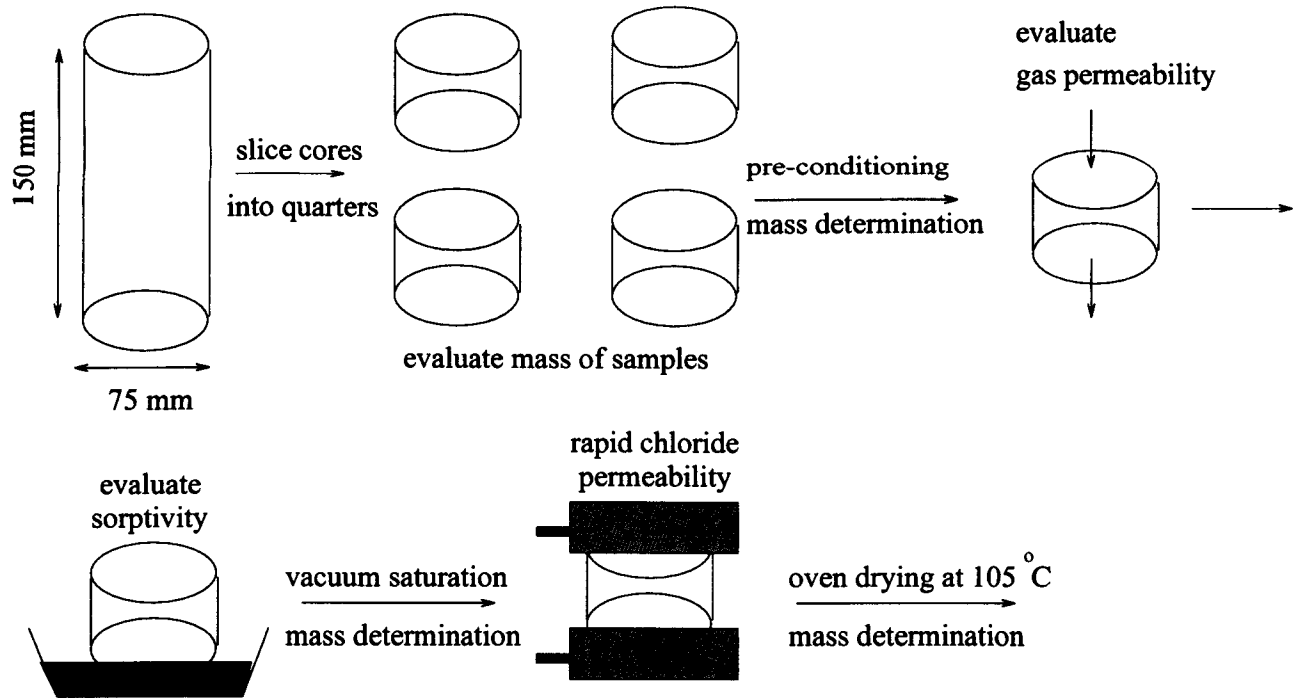 150 mm
75 mm
slice cores
into quarters
evaluate mass of samples
pre-conditioning
mass determination
evaluate
gas permeability
evaluate
sorptivity
vacuum saturation
mass determination
rapid chloride
permeability
oven drying at 105 °C
mass determination